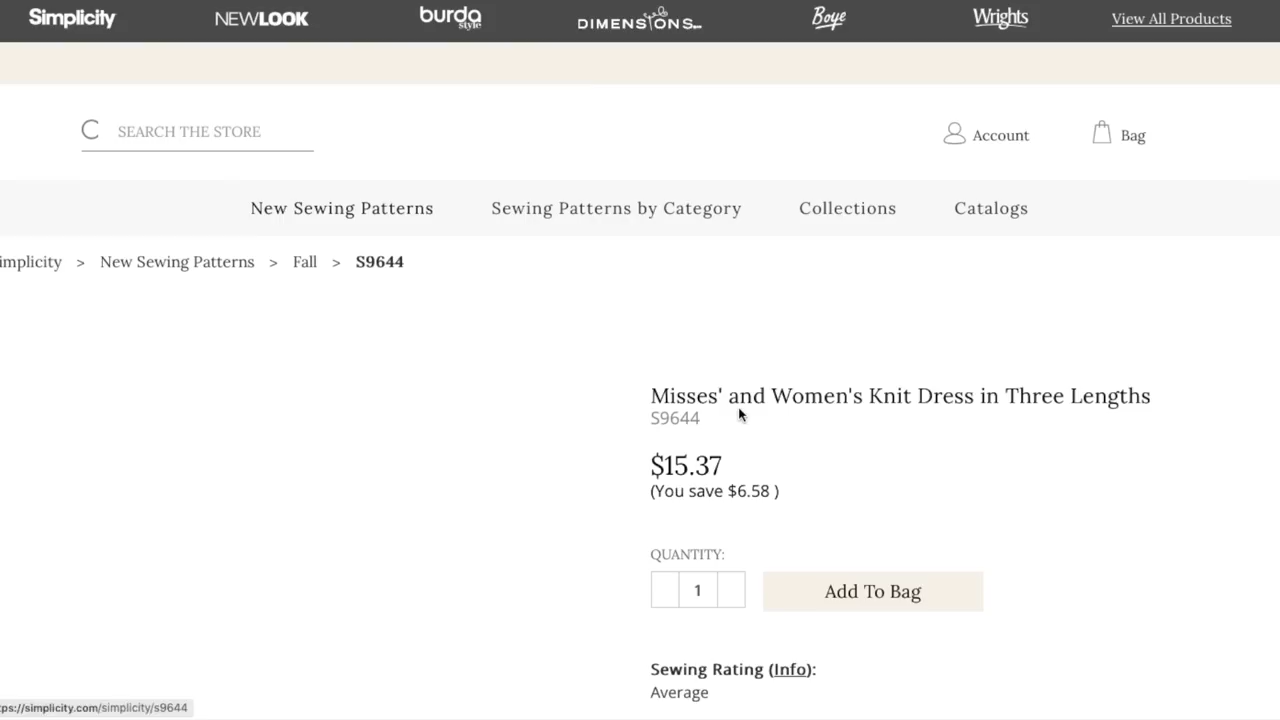 Simplicity NEWLOOK burda style DIMENSIONS Boye Wrights View All Products
SEARCH THE STORE
Account Bag
New Sewing Patterns Sewing Patterns by Category Collections Catalogs
implicity > New Sewing Patterns > Fall > S9644
Misses' and Women's Knit Dress in Three Lengths
S9644
$15.37
(You save $6.58 )
QUANTITY:
1 Add To Bag
Sewing Rating (Info):
Average
tps://simplicity.com/simplicity/s9644